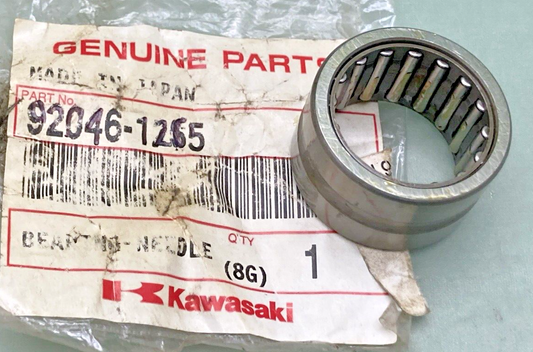 GENUINE PARTS
MADE IN JAPAN
PART No.
92046-1265
BEARING-NEEDLE
Q'TY
(8G)
1
Kawasaki